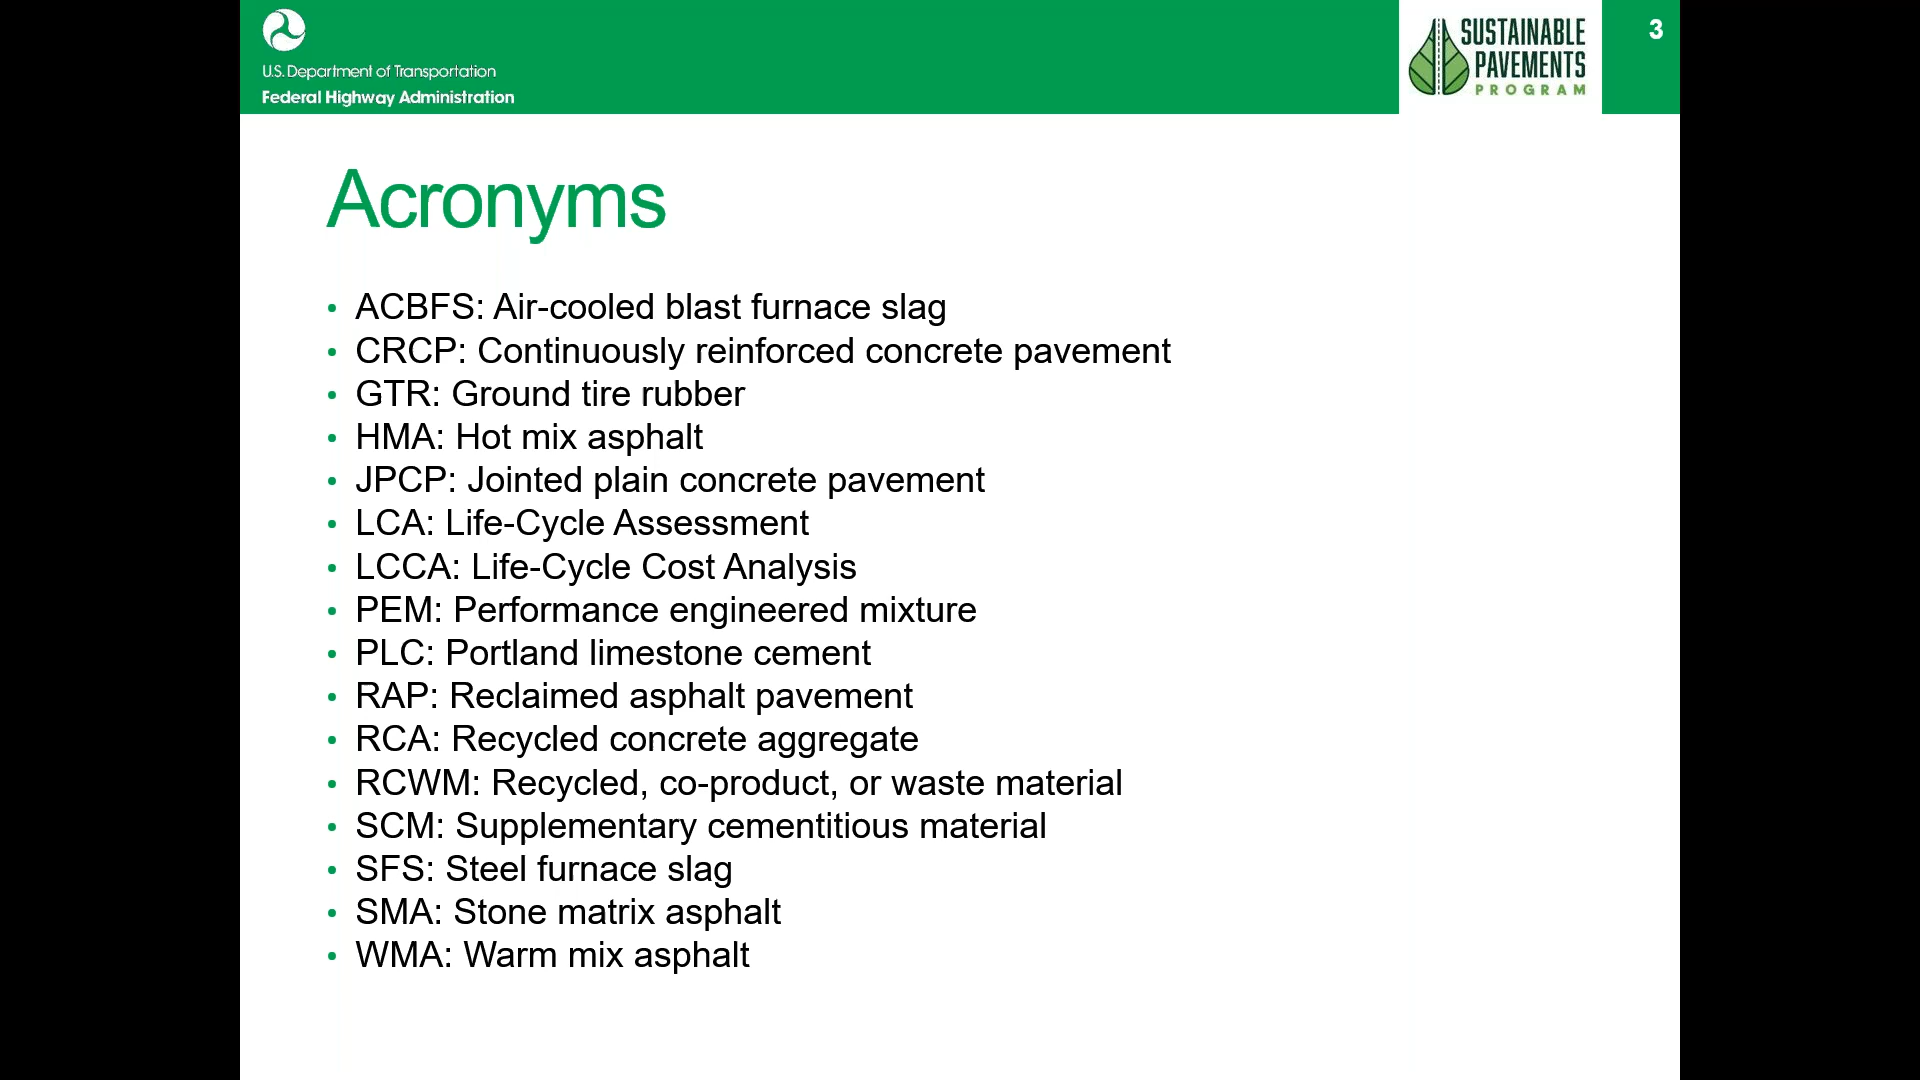 U.S. Department of Transportation
Federal Highway Administration
SUSTAINABLE
PAVEMENTS
PROGRAM
3
Acronyms
• ACBFS: Air-cooled blast furnace slag
• CRCP: Continuously reinforced concrete pavement
• GTR: Ground tire rubber
• HMA: Hot mix asphalt
• JPCP: Jointed plain concrete pavement
• LCA: Life-Cycle Assessment
• LCCA: Life-Cycle Cost Analysis
• PEM: Performance engineered mixture
• PLC: Portland limestone cement
• RAP: Reclaimed asphalt pavement
• RCA: Recycled concrete aggregate
• RCWM: Recycled, co-product, or waste material
• SCM: Supplementary cementitious material
• SFS: Steel furnace slag
• SMA: Stone matrix asphalt
• WMA: Warm mix asphalt